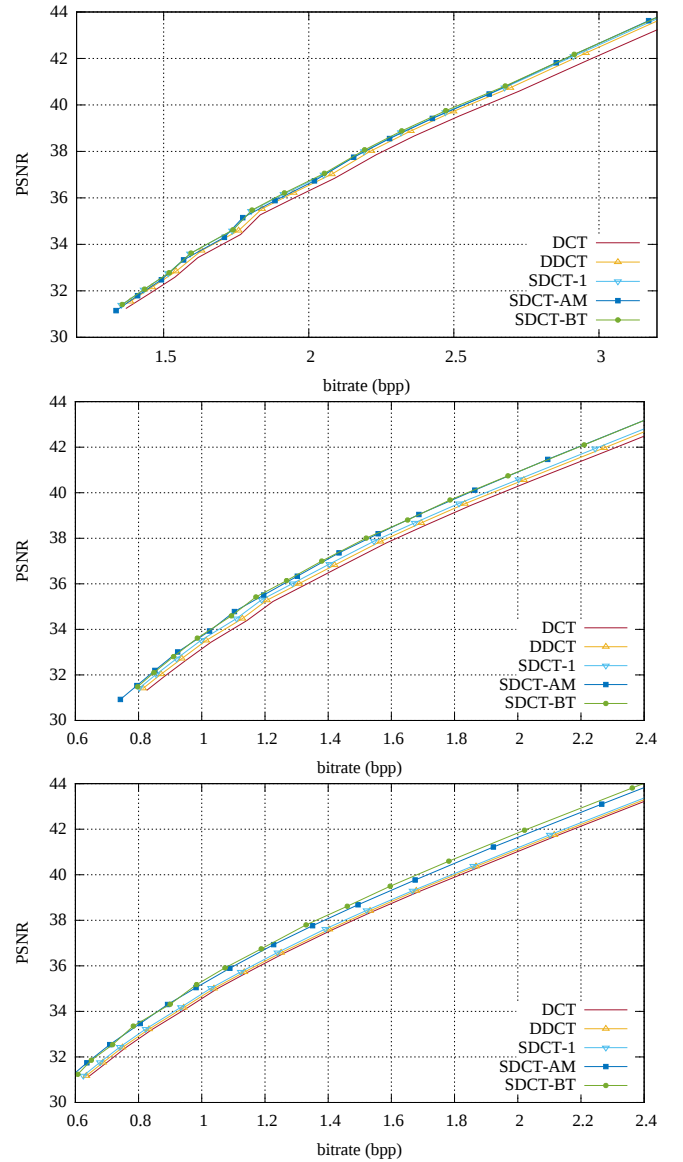 44
42
40
38
36
34
32
30
PSNR
DCT
DDCT
SDCT-1
SDCT-AM
SDCT-BT
1.5 2 2.5 3
bitrate (bpp)
44
42
40
38
36
34
32
30
PSNR
DCT
DDCT
SDCT-1
SDCT-AM
SDCT-BT
0.6 0.8 1 1.2 1.4 1.6 1.8 2 2.2 2.4
bitrate (bpp)
44
42
40
38
36
34
32
30
PSNR
DCT
DDCT
SDCT-1
SDCT-AM
SDCT-BT
0.6 0.8 1 1.2 1.4 1.6 1.8 2 2.2 2.4
bitrate (bpp)